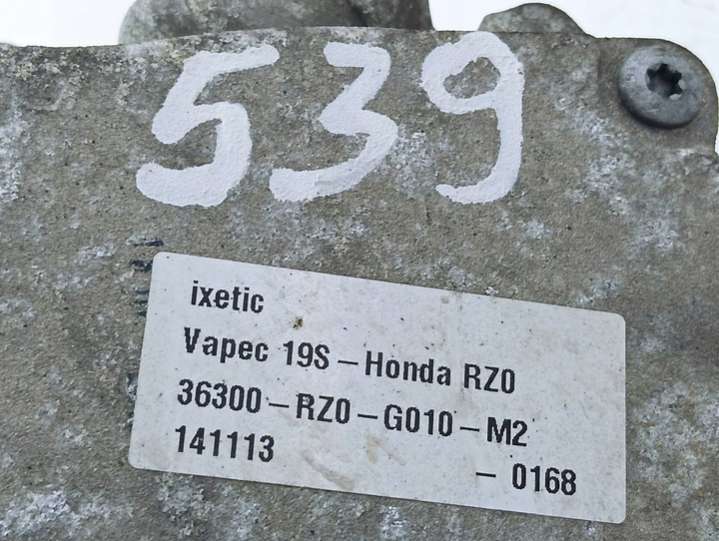 539
ixetic
Vapec 19S – Honda RZ0
36300 – RZ0 – G010 – M2
141113 – 0168